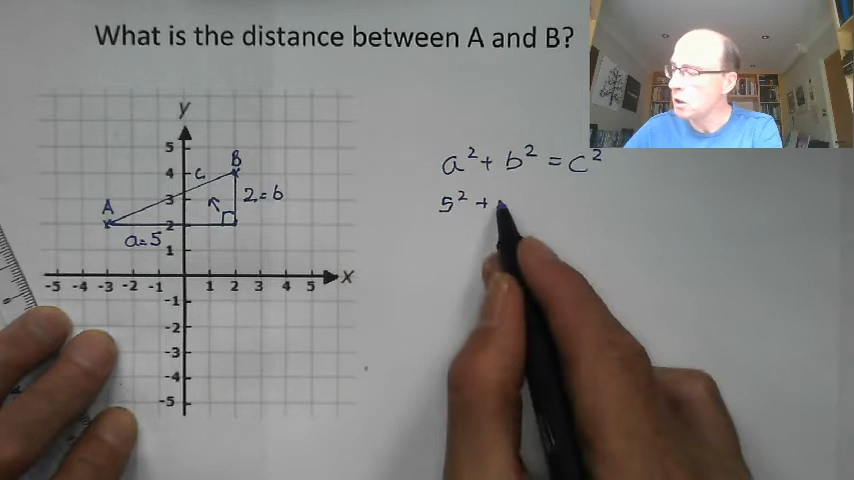 What is the distance between A and B?
y
5
B
4
c
3
2 = b
A
2
a=5
1
-5 -4 -3 -2 -1 1 2 3 4 5 x
-1
-2
-3
-4
-5
a² + b² = c²
5² +